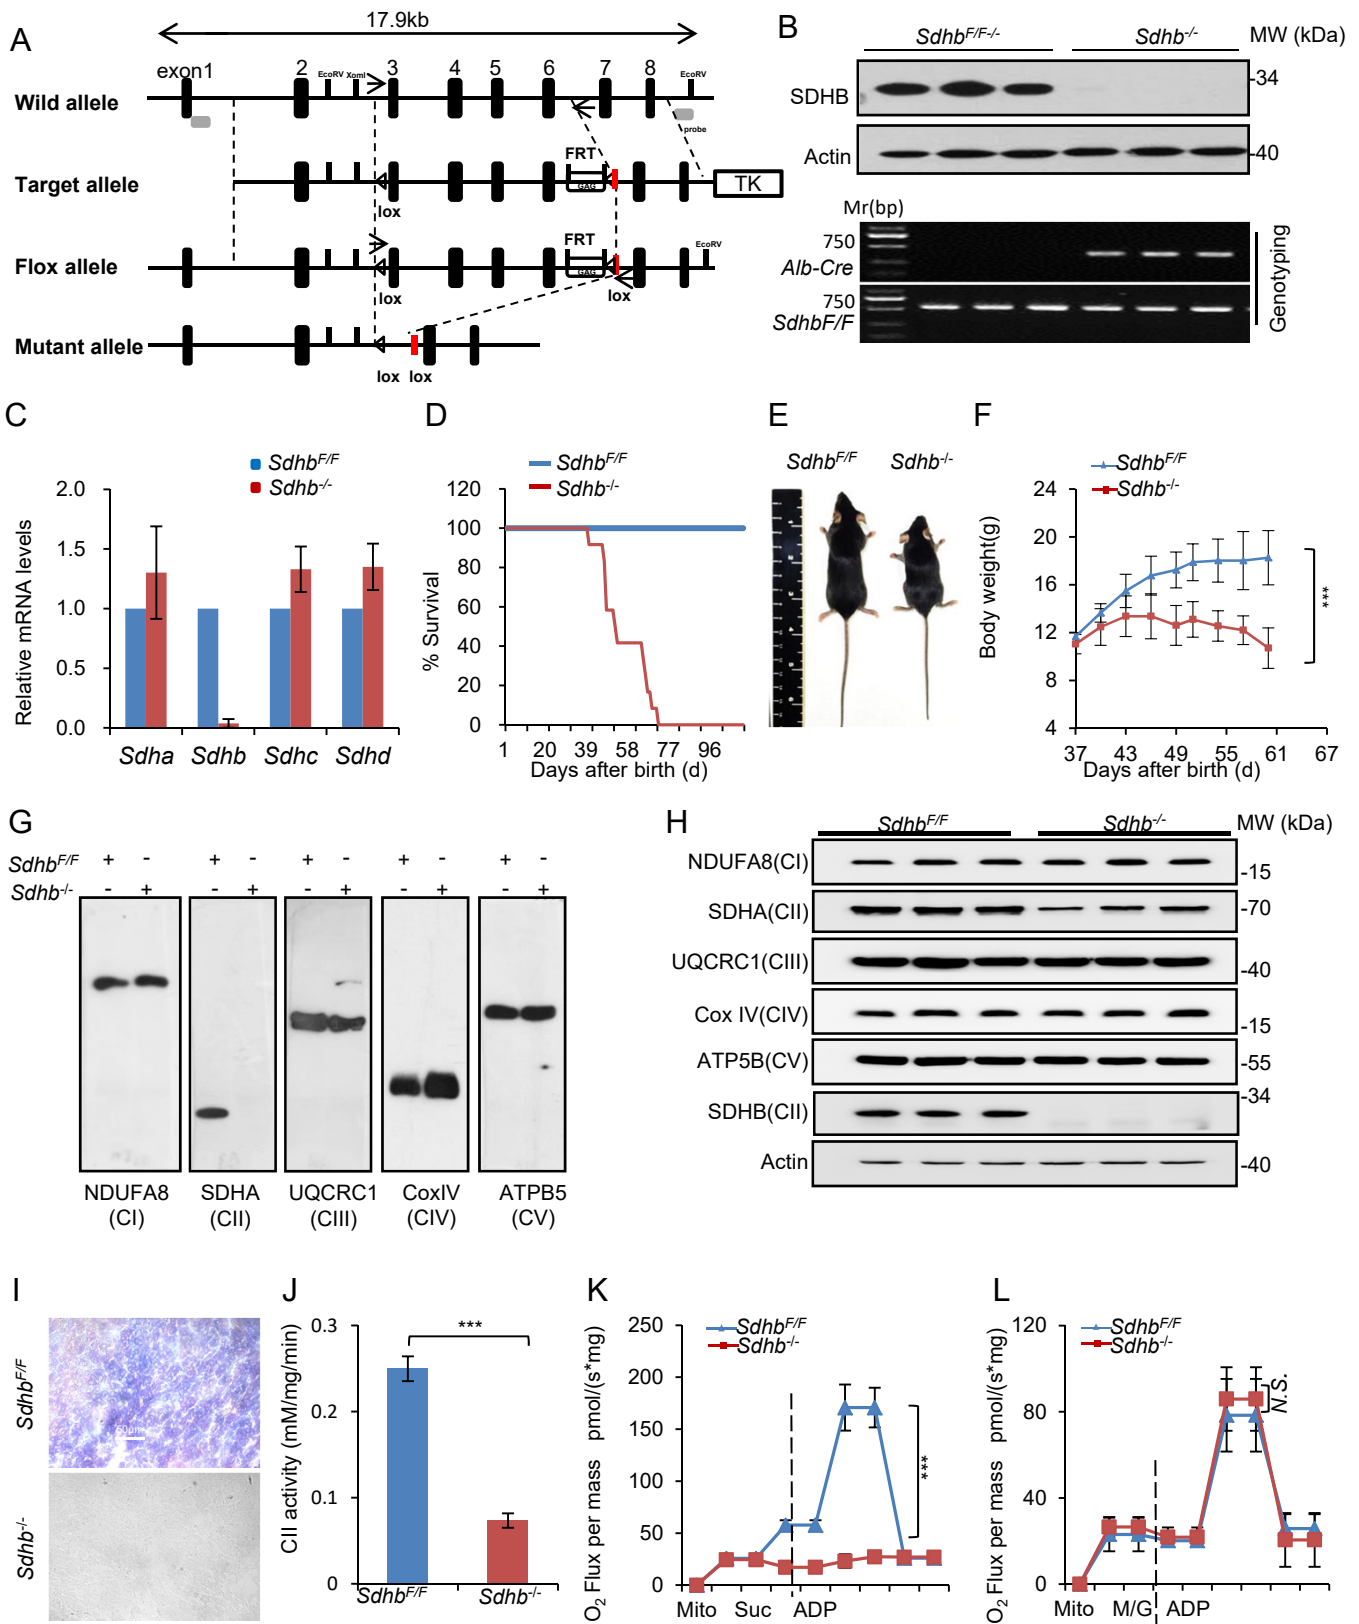 A
17.9kb
exon1 2 EcoRV XomI 3 4 5 6 7 8 EcoRV
Wild allele
probe
FRT
Target allele
GAG
TK
lox
FRT
EcoRV
Flox allele
GAG
lox lox
Mutant allele
lox lox
B
SdhbF/F-/- Sdhb-/- MW (kDa)
SDHB
-34
Actin
-40
Mr(bp)
750
Alb-Cre
750
SdhbF/F
Genotyping
C
SdhbF/F
Sdhb-/-
Relative mRNA levels
2.0
1.5
1.0
0.5
0.0
Sdha Sdhb Sdhc Sdhd
D
SdhbF/F
Sdhb-/-
% Survival
120
100
80
60
40
20
0
1 20 39 58 77 96
Days after birth (d)
E
SdhbF/F Sdhb-/-
F
SdhbF/F
Sdhb-/-
Body weight(g)
24
20
16
12
8
4
***
37 43 49 55 61 67
Days after birth (d)
G
SdhbF/F + - + - + - + - + -
Sdhb-/- - + - + - + - + - +
NDUFA8 SDHA UQCRC1 CoxIV ATPB5
(CI) (CII) (CIII) (CIV) (CV)
H
SdhbF/F Sdhb-/- MW (kDa)
NDUFA8(CI)
-15
SDHA(CII) -70
UQCRC1(CIII)
-40
Cox IV(CIV)
-15
ATP5B(CV) -55
-34
SDHB(CII)
Actin -40
I
SdhbF/F
50μm
Sdhb-/-
J
CII activity (nM/mg/min)
0.3
0.2
0.1
0
***
SdhbF/F Sdhb-/-
K
SdhbF/F
Sdhb-/-
O2 Flux per mass pmol/(s*mg)
250
200
150
100
50
0
***
Mito Suc ADP
L
SdhbF/F
Sdhb-/-
O2 Flux per mass pmol/(s*mg)
120
80
40
0
N.S.
Mito M/G ADP